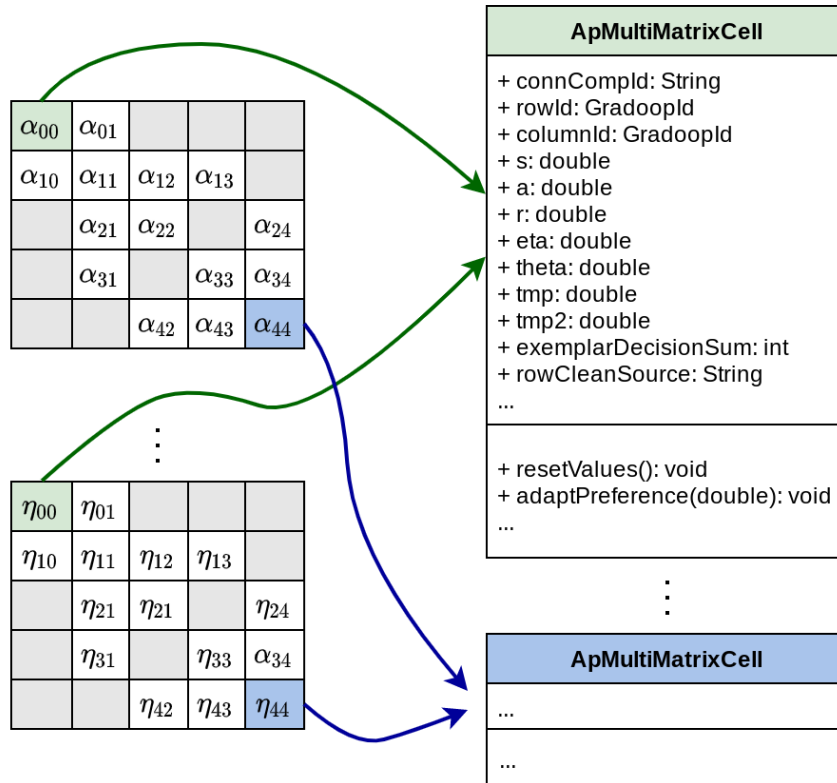 α00 α01
α10 α11 α12 α13
α21 α22 α24
α31 α33 α34
α42 α43 α44
⋮
η00 η01
η10 η11 η12 η13
η21 η21 η24
η31 η33 α34
η42 η43 η44
ApMultiMatrixCell
+ connCompId: String
+ rowId: GradoopId
+ columnId: GradoopId
+ s: double
+ a: double
+ r: double
+ eta: double
+ theta: double
+ tmp: double
+ tmp2: double
+ exemplarDecisionSum: int
+ rowCleanSource: String
...
+ resetValues(): void
+ adaptPreference(double): void
...
⋮
ApMultiMatrixCell
...
...